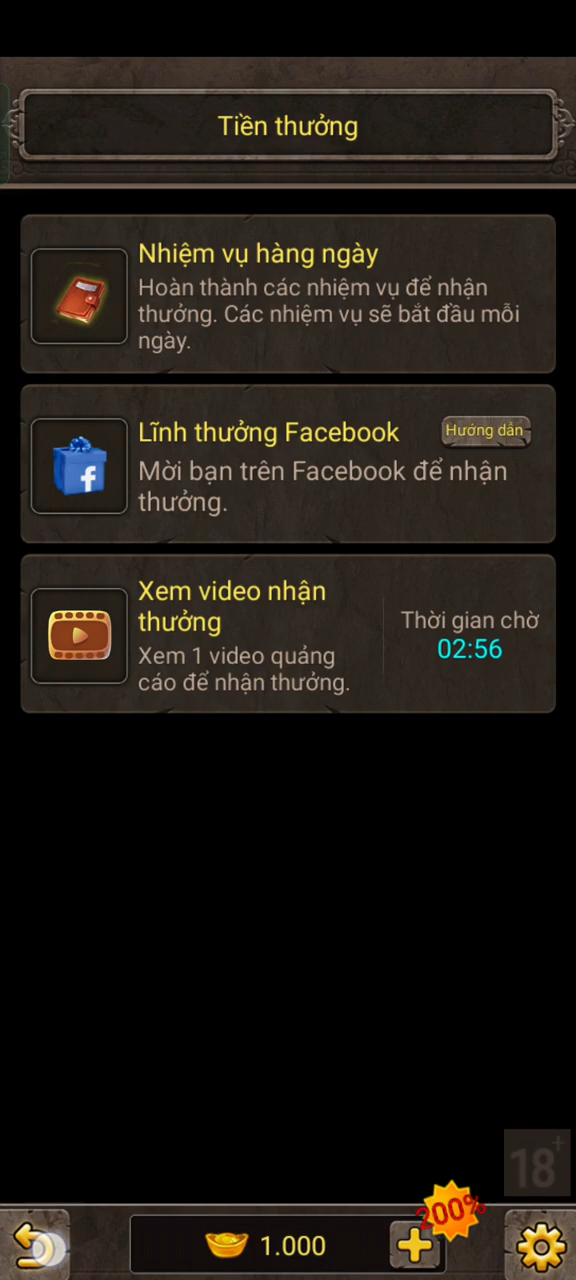 Tiền thưởng
Nhiệm vụ hàng ngày
Hoàn thành các nhiệm vụ để nhận
thưởng. Các nhiệm vụ sẽ bắt đầu mỗi
ngày.
Lĩnh thưởng Facebook
Hướng dẫn
Mời bạn trên Facebook để nhận
thưởng.
Xem video nhận
thưởng
Xem 1 video quảng
cáo để nhận thưởng.
Thời gian chờ
02:56
18+
200%
1.000